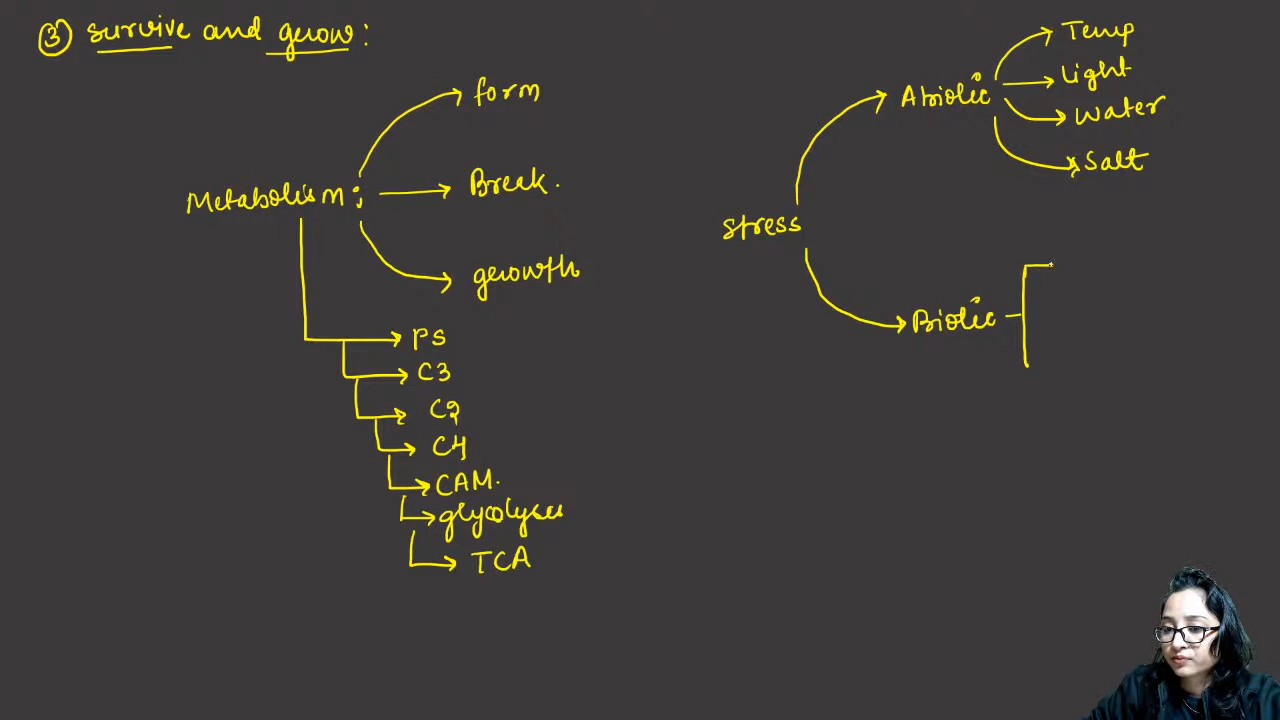 ③ survive and grow:
form
Metabolism:
Break.
growth
PS
C3
C2
C4
CAM.
glycolysis
TCA
Stress
Abiotic
Temp
Light
Water
Salt
Biotic